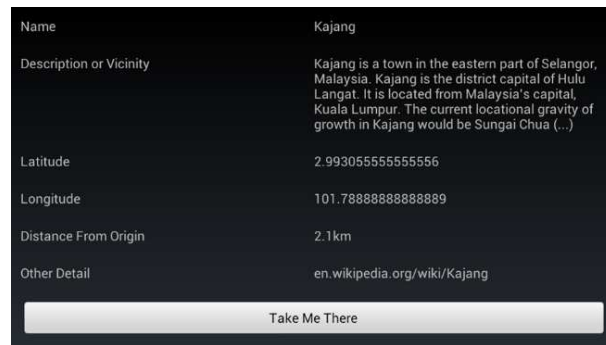 Name Kajang
Description or Vicinity Kajang is a town in the eastern part of Selangor,
Malaysia. Kajang is the district capital of Hulu
Langat. It is located from Malaysia's capital,
Kuala Lumpur. The current locational gravity of
growth in Kajang would be Sungai Chua (...)
Latitude 2.993055555555556
Longitude 101.78888888888889
Distance From Origin 2.1km
Other Detail en.wikipedia.org/wiki/Kajang
Take Me There